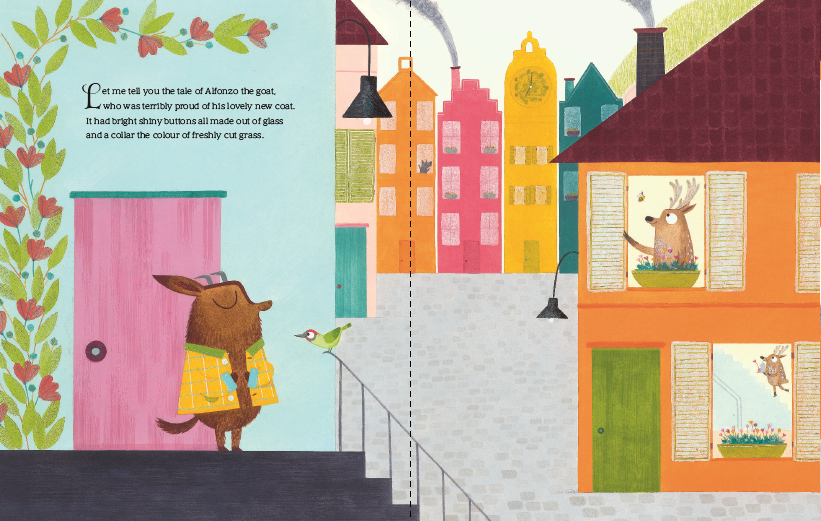 Let me tell you the tale of Alfonzo the goat,
who was terribly proud of his lovely new coat.
It had bright shiny buttons all made out of glass
and a collar the colour of freshly cut grass.